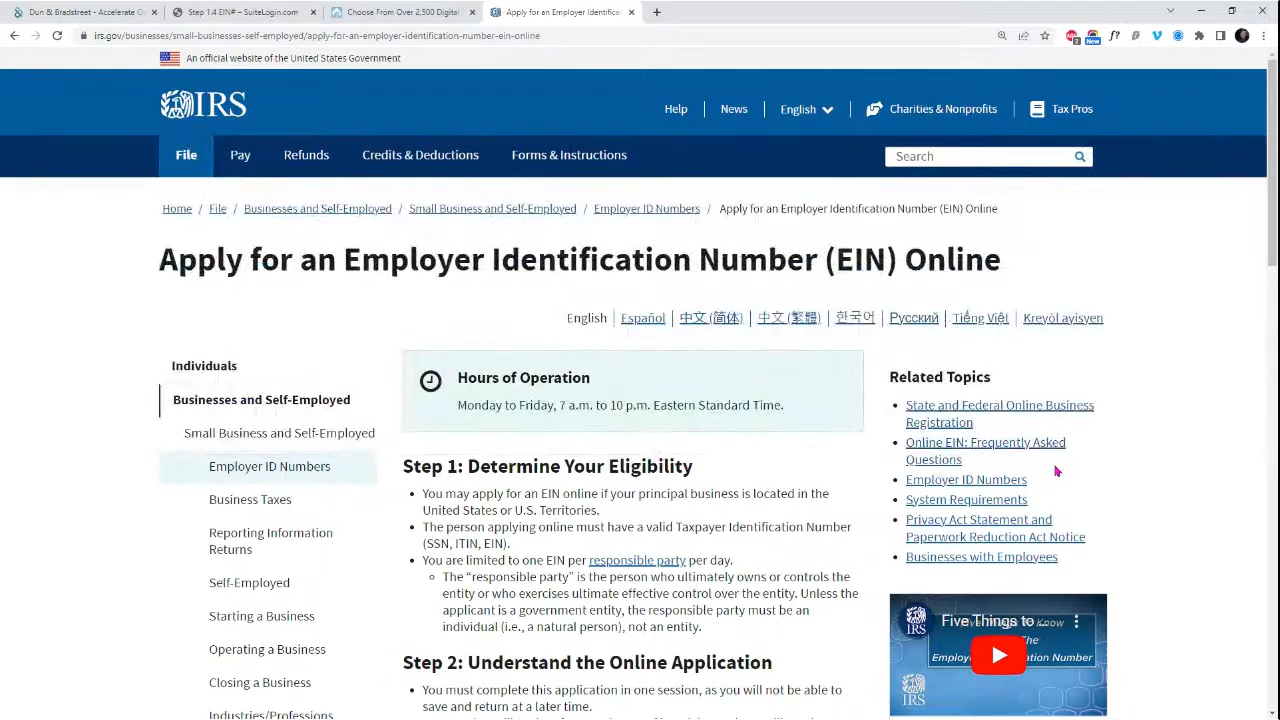 Dun & Bradstreet - Accelerate G
Step 1.4 EIN# – SuiteLogin.com
Choose From Over 2,500 Digital
Apply for an Employer Identifica
irs.gov/businesses/small-businesses-self-employed/apply-for-an-employer-identification-number-ein-online
2
New
f?
An official website of the United States Government
IRS
Help
News
English
Charities & Nonprofits
Tax Pros
File
Pay
Refunds
Credits & Deductions
Forms & Instructions
Search
Home / File / Businesses and Self-Employed / Small Business and Self-Employed / Employer ID Numbers / Apply for an Employer Identification Number (EIN) Online
Apply for an Employer Identification Number (EIN) Online
English | Español | 中文 (简体) | 中文 (繁體) | 한국어 | Русский | Tiếng Việt | Kreyòl ayisyen
Individuals
Businesses and Self-Employed
Small Business and Self-Employed
Employer ID Numbers
Business Taxes
Reporting Information
Returns
Self-Employed
Starting a Business
Operating a Business
Closing a Business
Industries/Professions
Hours of Operation
Monday to Friday, 7 a.m. to 10 p.m. Eastern Standard Time.
Step 1: Determine Your Eligibility
• You may apply for an EIN online if your principal business is located in the
United States or U.S. Territories.
• The person applying online must have a valid Taxpayer Identification Number
(SSN, ITIN, EIN).
• You are limited to one EIN per responsible party per day.
The “responsible party” is the person who ultimately owns or controls the
entity or who exercises ultimate effective control over the entity. Unless the
applicant is a government entity, the responsible party must be an
individual (i.e., a natural person), not an entity.
Step 2: Understand the Online Application
• You must complete this application in one session, as you will not be able to
save and return at a later time.
Related Topics
• State and Federal Online Business
Registration
• Online EIN: Frequently Asked
Questions
• Employer ID Numbers
• System Requirements
• Privacy Act Statement and
Paperwork Reduction Act Notice
• Businesses with Employees
IRS
Five Things to ...
Know
The
Employ
ation Number
IRS